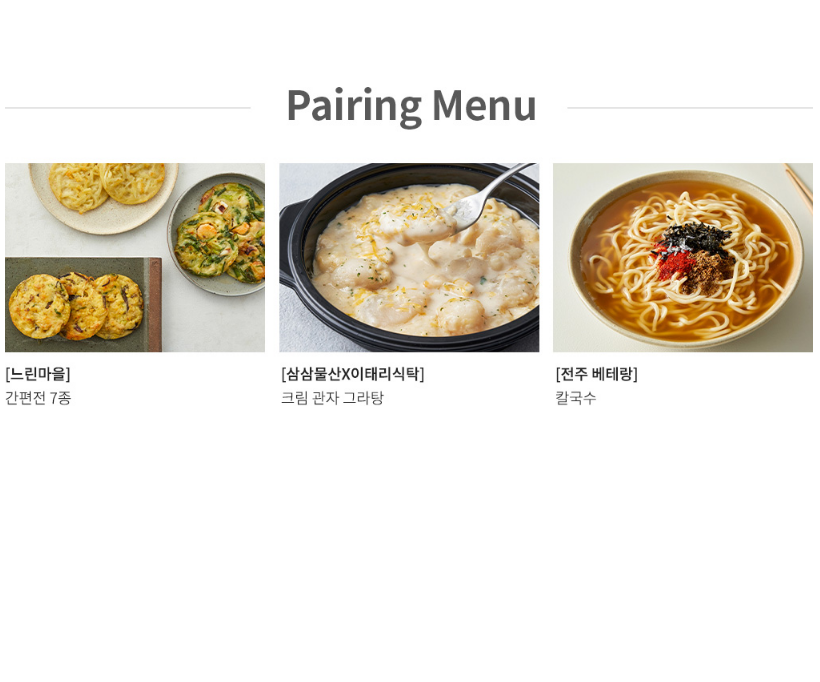 Pairing Menu
[느린마을]
간편전 7종
[삼삼물산X이태리식탁]
크림 관자 그라탕
[전주 베테랑]
칼국수